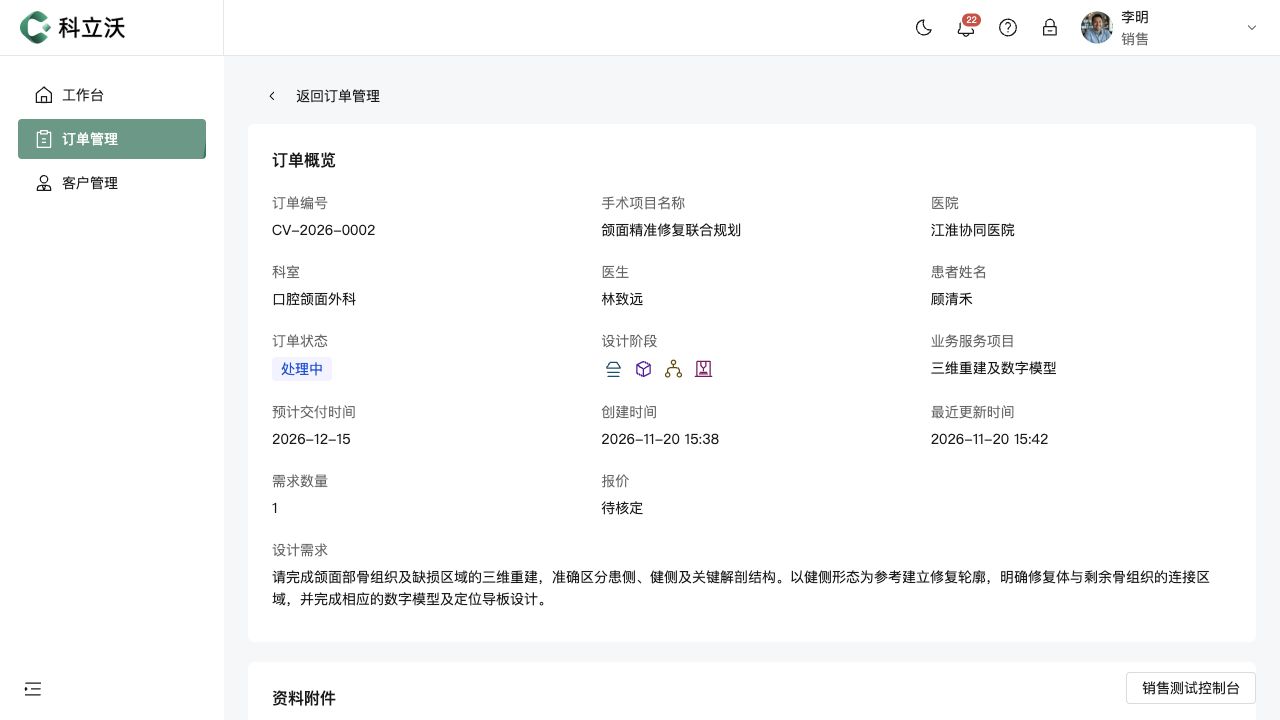 科立沃
22
李明
销售
工作台
订单管理
客户管理
返回订单管理
订单概览
订单编号
手术项目名称
医院
CV-2026-0002
颌面精准修复联合规划
江淮协同医院
科室
医生
患者姓名
口腔颌面外科
林致远
顾清禾
订单状态
设计阶段
业务服务项目
处理中
三维重建及数字模型
预计交付时间
创建时间
最近更新时间
2026-12-15
2026-11-20 15:38
2026-11-20 15:42
需求数量
报价
1
待核定
设计需求
请完成颌面部骨组织及缺损区域的三维重建，准确区分患侧、健侧及关键解剖结构。以健侧形态为参考建立修复轮廓，明确修复体与剩余骨组织的连接区
域，并完成相应的数字模型及定位导板设计。
资料附件
销售测试控制台